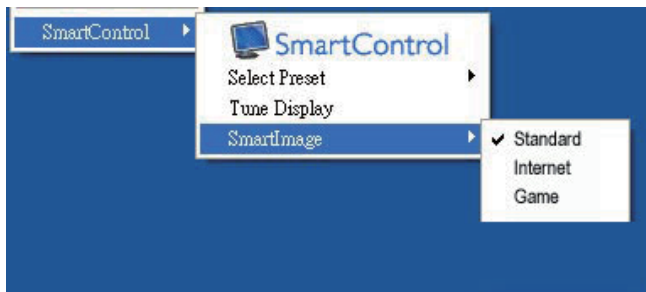 SmartControl
SmartControl
Select Preset
Tune Display
SmartImage
Standard
Internet
Game